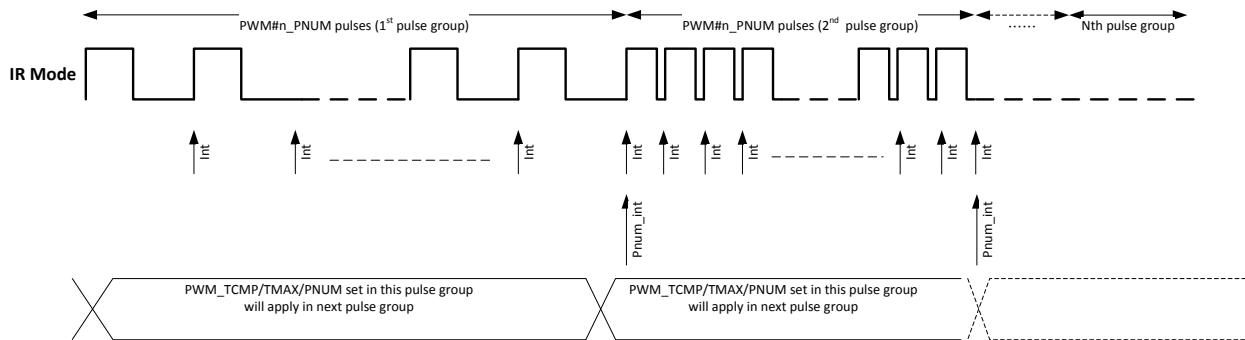 PWM#n_PNUM pulses (1st pulse group)
PWM#n_PNUM pulses (2nd pulse group)
......
Nth pulse group
IR Mode
Int
Int
Int
Int
Int
Int
Int
Int
Int
Int
Pnum_int
Pnum_int
PWM_TCMP/TMAX/PNUM set in this pulse group
will apply in next pulse group
PWM_TCMP/TMAX/PNUM set in this pulse group
will apply in next pulse group